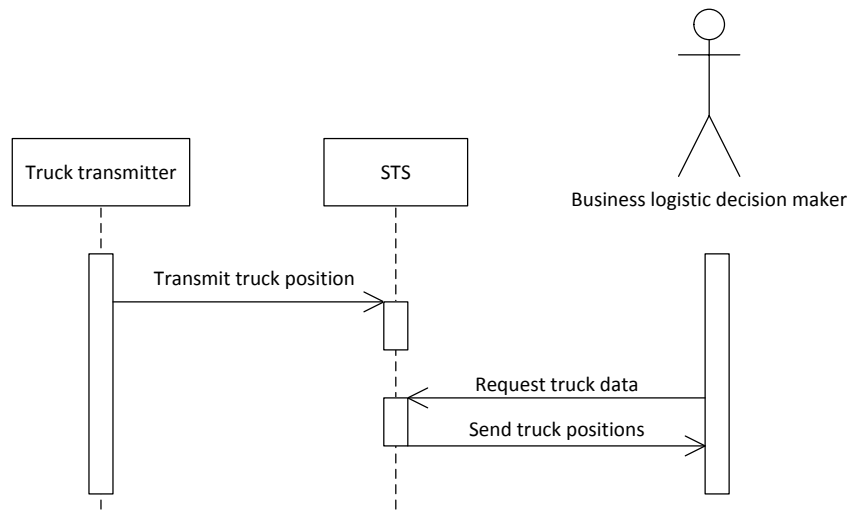 Truck transmitter
STS
Business logistic decision maker
Transmit truck position
Request truck data
Send truck positions